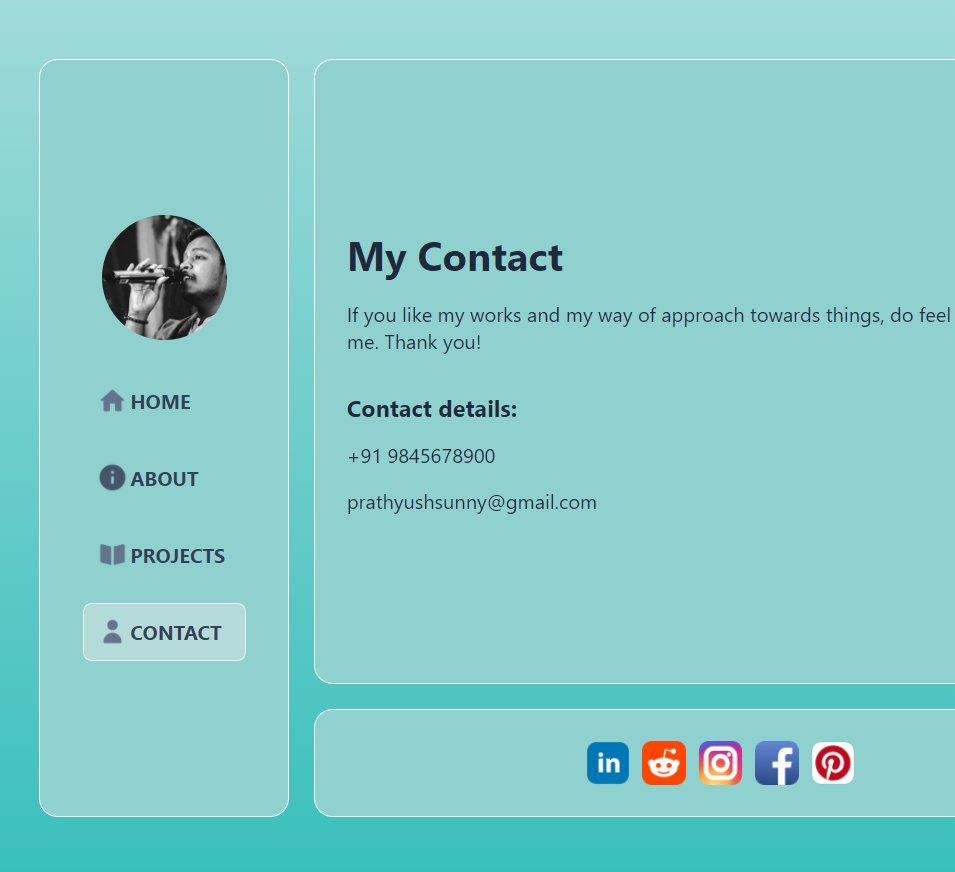 HOME
ABOUT
PROJECTS
CONTACT
My Contact
If you like my works and my way of approach towards things, do feel
me. Thank you!
Contact details:
+91 9845678900
prathyushsunny@gmail.com
in